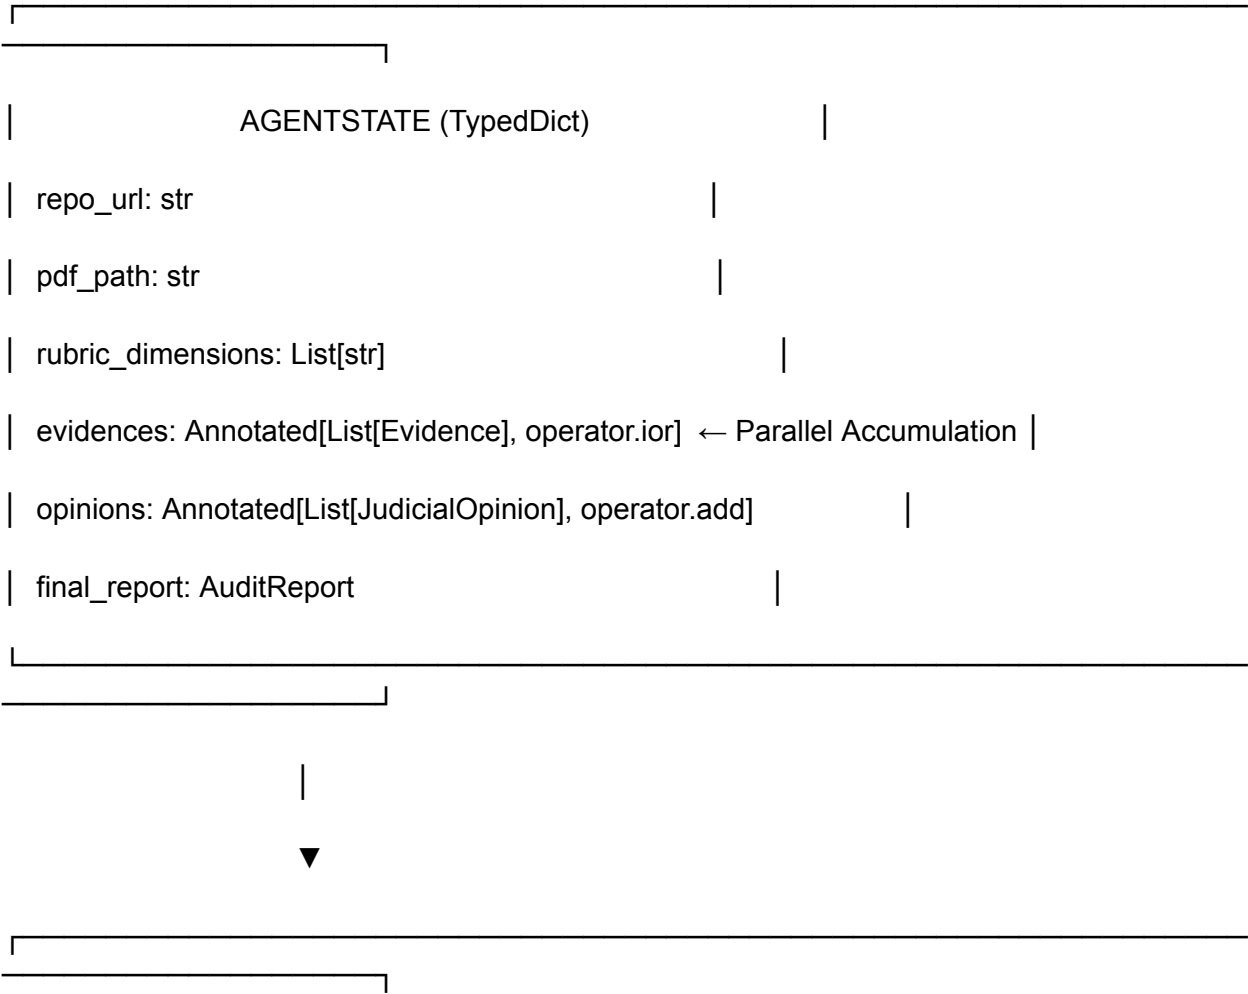 AGENTSTATE (TypedDict)
repo_url: str
pdf_path: str
rubric_dimensions: List[str]
evidences: Annotated[List[Evidence], operator.ior] ← Parallel Accumulation
opinions: Annotated[List[JudicialOpinion], operator.add]
final_report: AuditReport